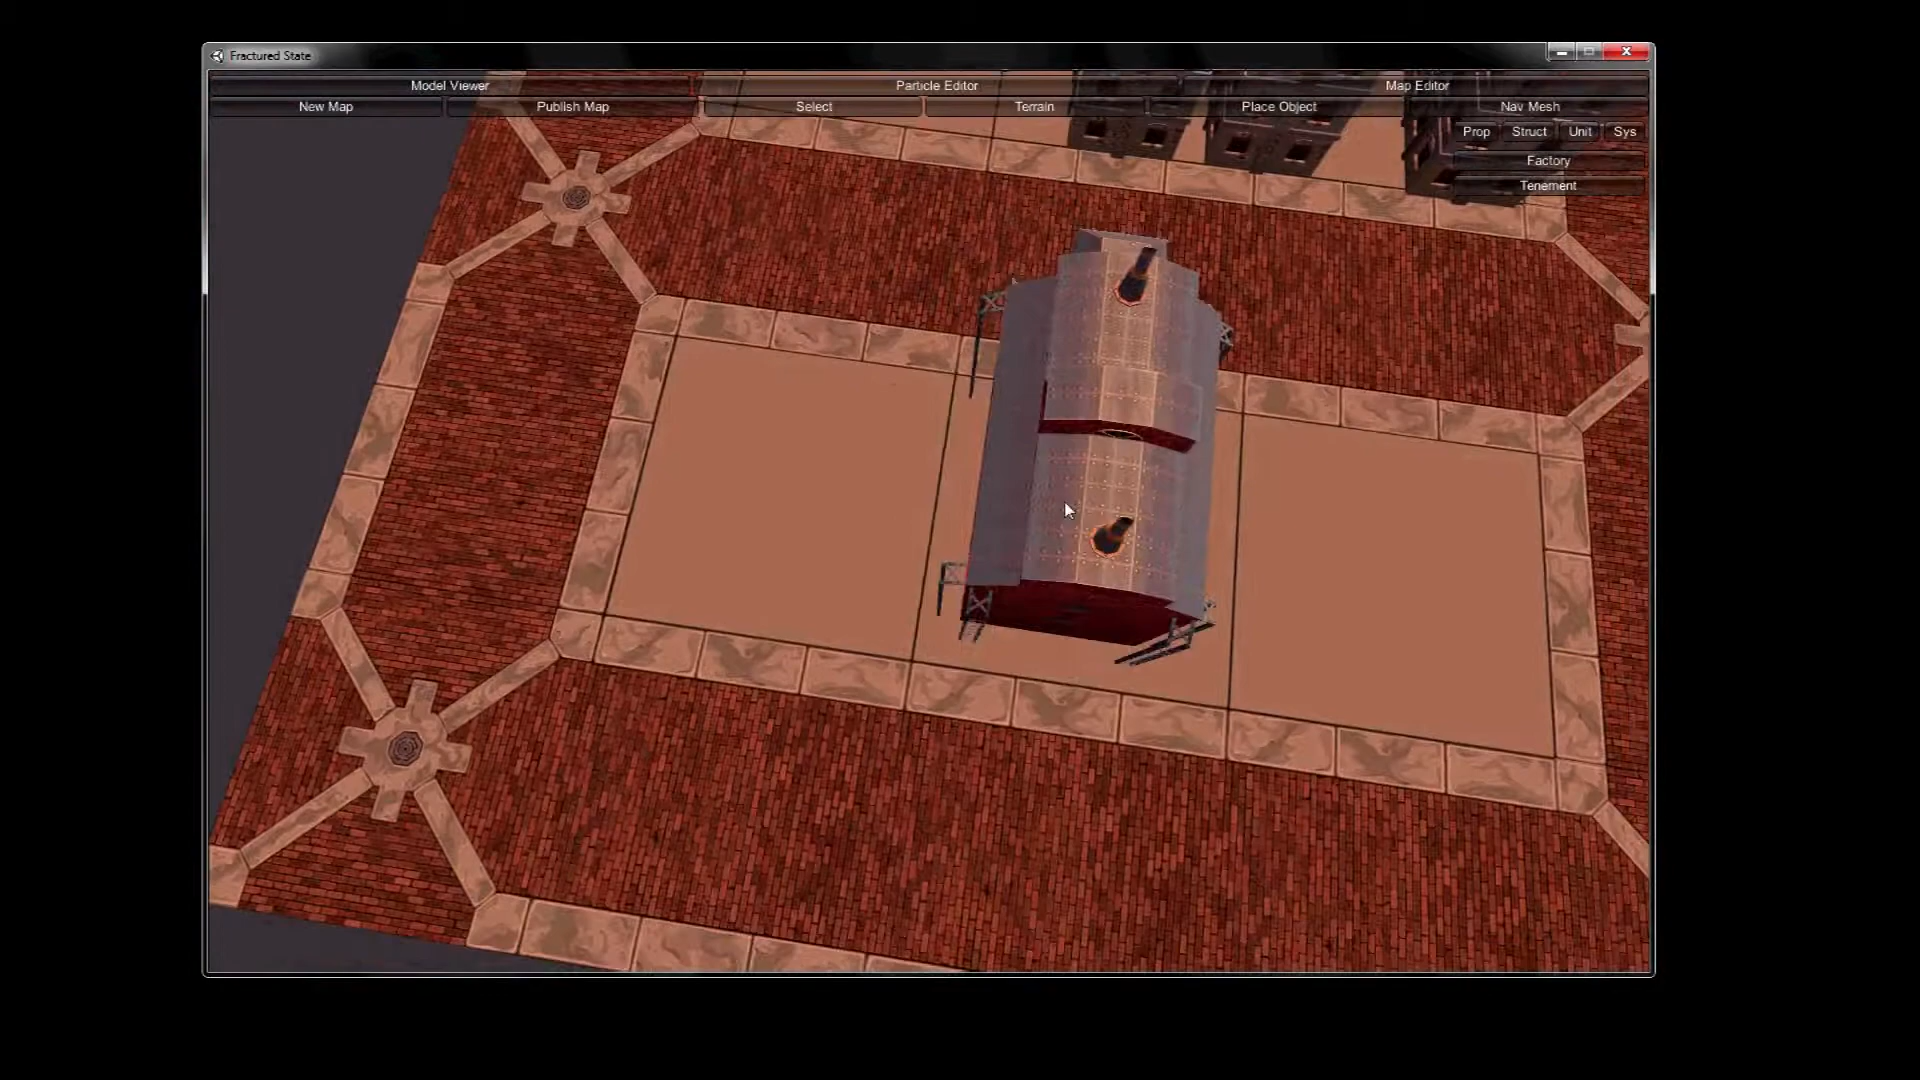 Fractured State
Model Viewer Particle Editor Map Editor
New Map Publish Map Select Terrain Place Object Nav Mesh
Prop Struct Unit Sys
Factory
Tenement